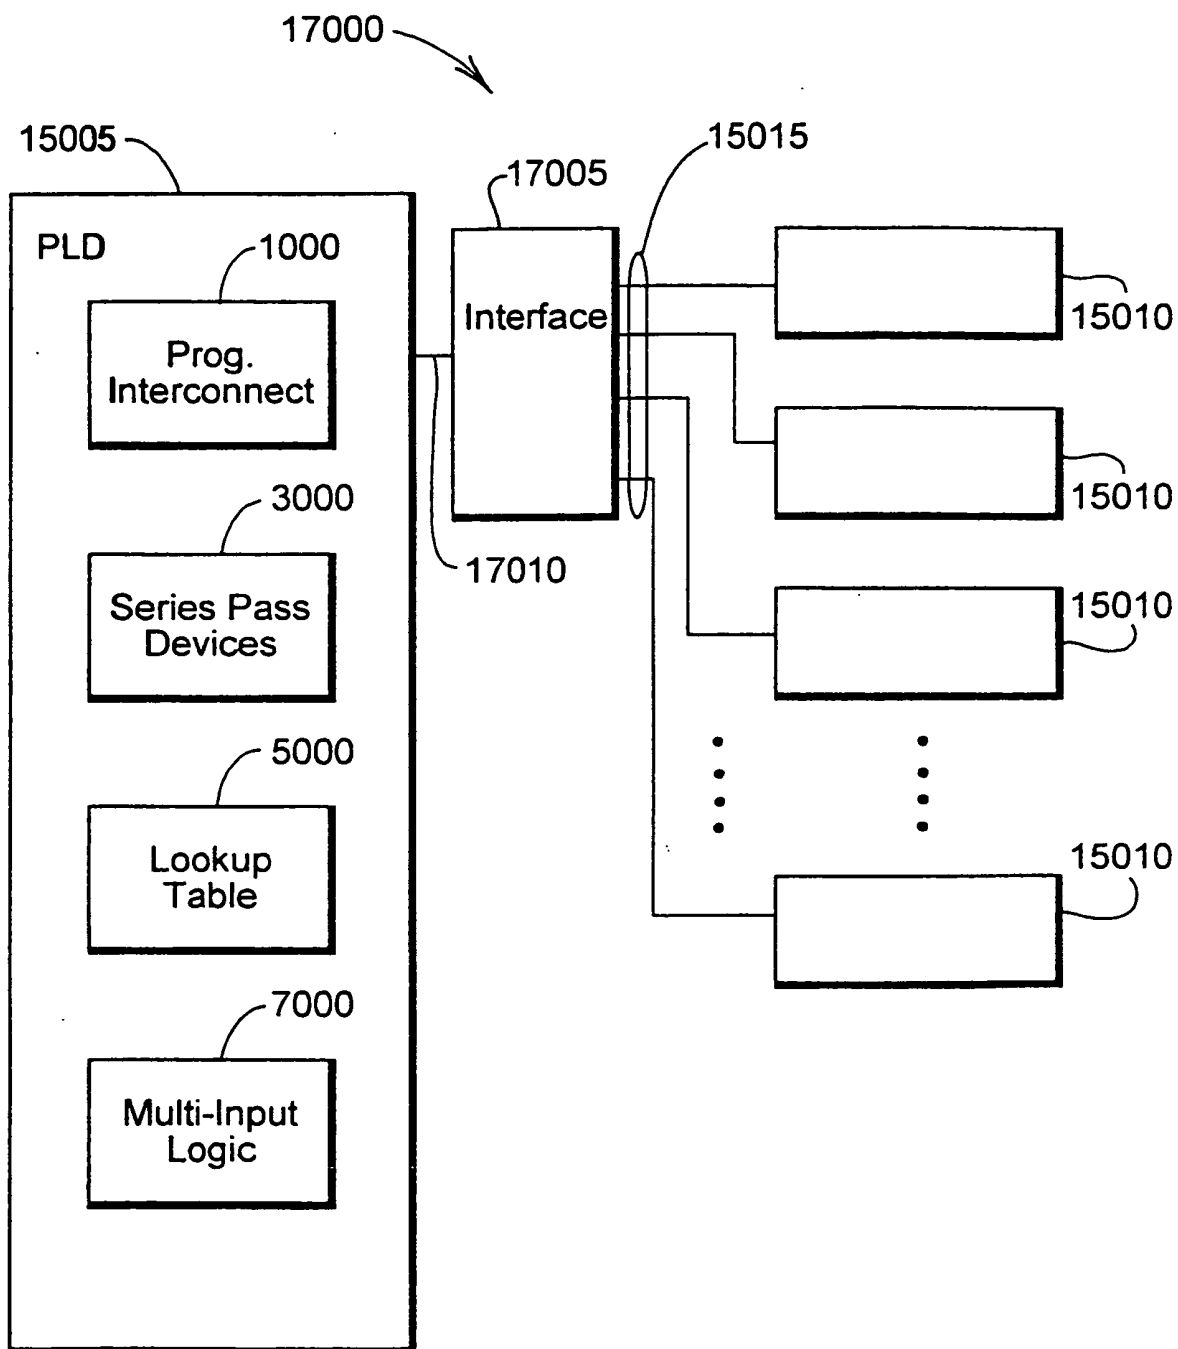 17000
15005
15015
17005
PLD
1000
Prog.
Interconnect
Interface
15010
15010
3000
17010
Series Pass
Devices
15010
5000
Lookup
Table
15010
7000
Multi-Input
Logic